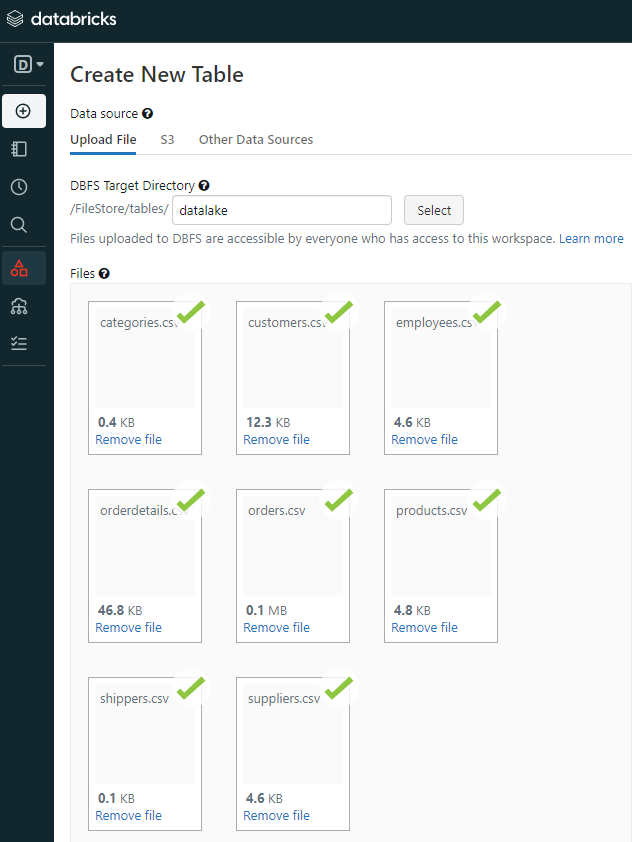 databricks
D
Create New Table
Data source
Upload File S3 Other Data Sources
DBFS Target Directory
/FileStore/tables/ datalake Select
Files uploaded to DBFS are accessible by everyone who has access to this workspace. Learn more
Files
categories.csv customers.csv employees.csv
0.4 KB 12.3 KB 4.6 KB
Remove file Remove file Remove file
orderdetails.csv orders.csv products.csv
46.8 KB 0.1 MB 4.8 KB
Remove file Remove file Remove file
shippers.csv suppliers.csv
0.1 KB 4.6 KB
Remove file Remove file